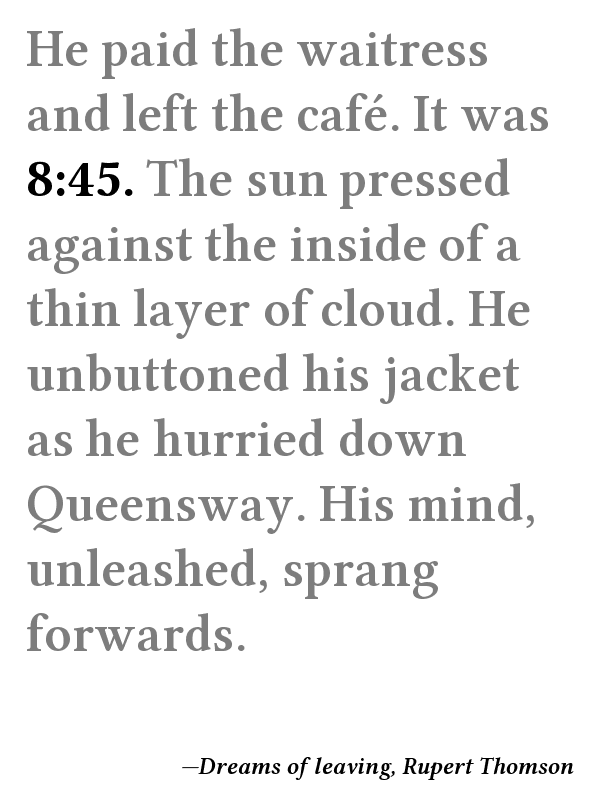 He paid the waitress
and left the café. It was
8:45. The sun pressed
against the inside of a
thin layer of cloud. He
unbuttoned his jacket
as he hurried down
Queensway. His mind,
unleashed, sprang
forwards.
—Dreams of leaving, Rupert Thomson